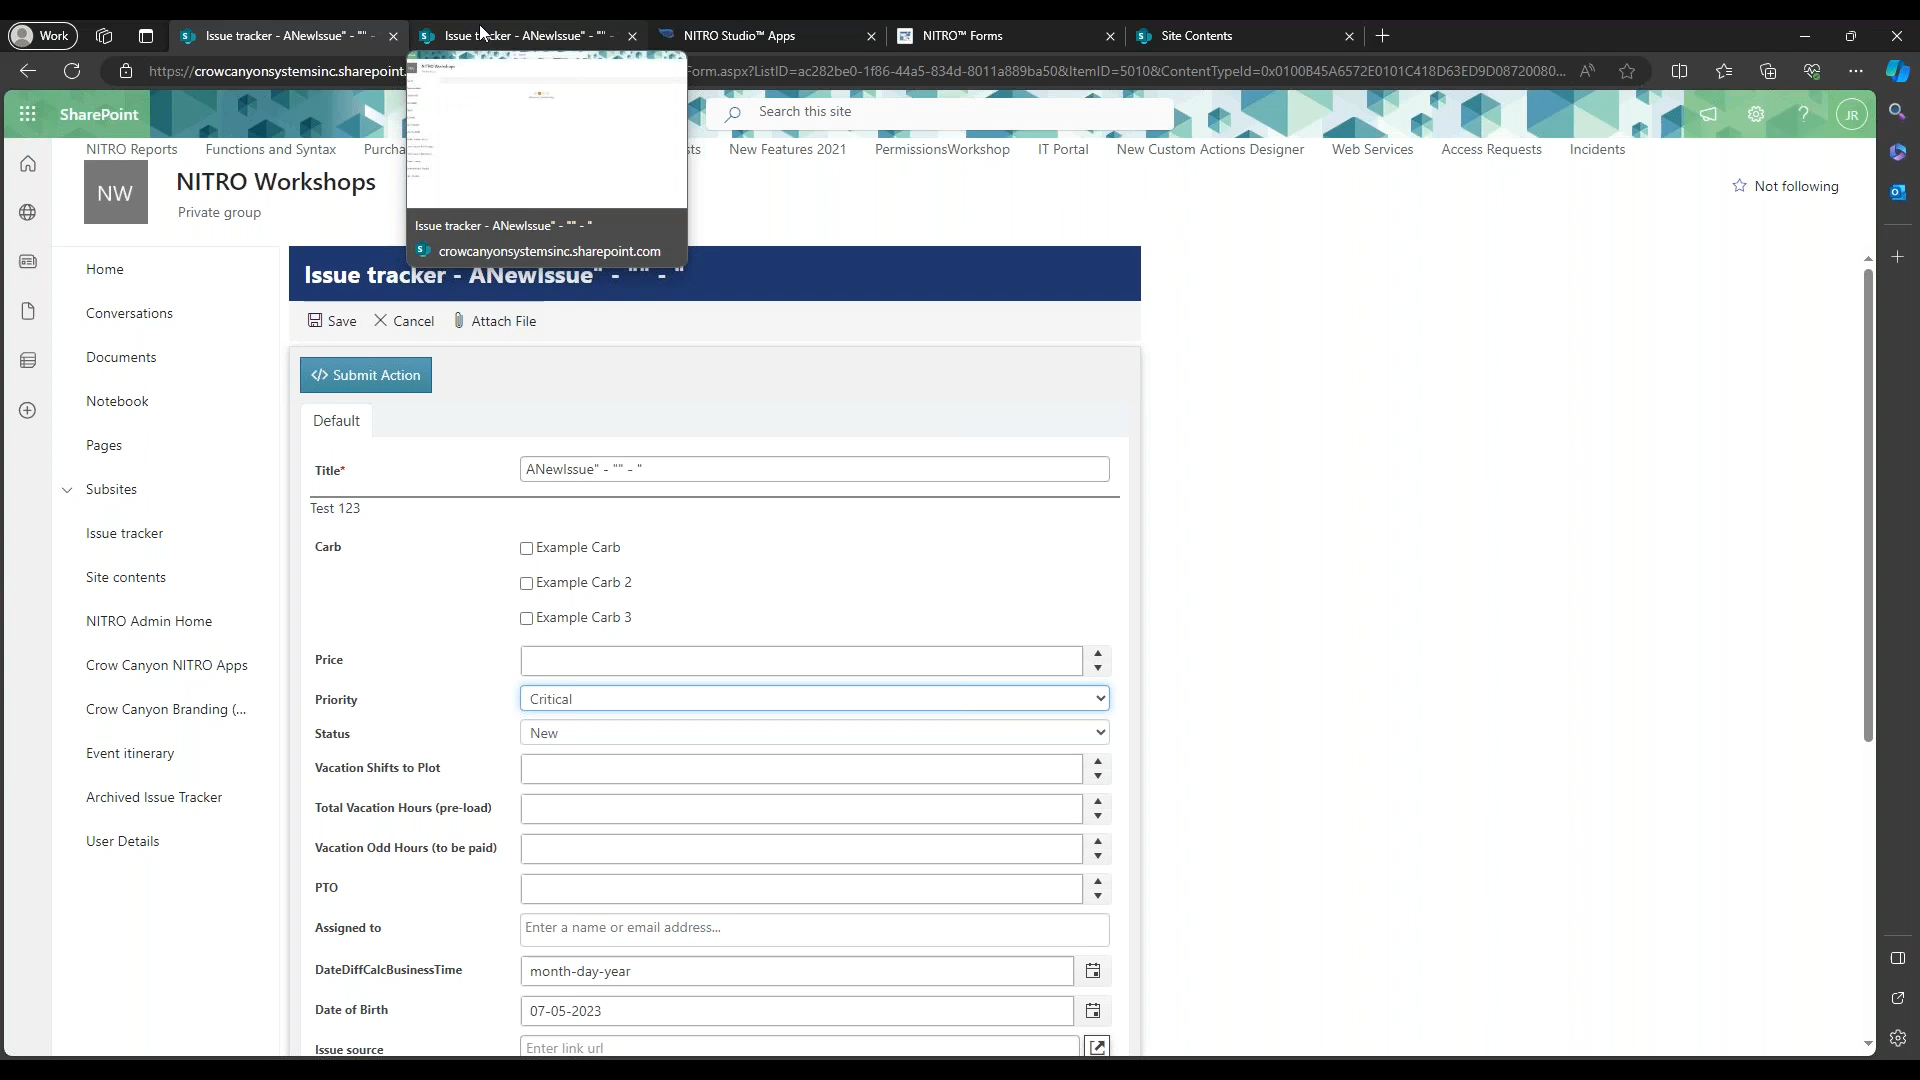 Work
Issue tracker - ANewIssue" - "" -
Issue tracker - ANewIssue" - "" -
NITRO Studio™ Apps
NITRO™ Forms
Site Contents
https://crowcanyonsystemsinc.sharepoint.
Form.aspx?ListID=ac282be0-1f86-44a5-834d-8011a889ba50&ItemID=5010&ContentTypeId=0x0100B45A6572E0101C418D63ED9D08720080...
SharePoint
Search this site
JR
NITRO Reports
Functions and Syntax
New Features 2021
PermissionsWorkshop
IT Portal
New Custom Actions Designer
Web Services
Access Requests
Incidents
NW
NITRO Workshops
Private group
Not following
Issue tracker - ANewIssue" - "" - "
crowcanyonsystemsinc.sharepoint.com
Home
Conversations
Documents
Notebook
Pages
Subsites
Issue tracker
Site contents
NITRO Admin Home
Crow Canyon NITRO Apps
Crow Canyon Branding (...
Event itinerary
Archived Issue Tracker
User Details
Issue tracker - ANewIssue" - "" - "
Save
Cancel
Attach File
</> Submit Action
Default
Title*
ANewIssue" - "" - "
Test 123
Carb
Example Carb
Example Carb 2
Example Carb 3
Price
Priority
Critical
Status
New
Vacation Shifts to Plot
Total Vacation Hours (pre-load)
Vacation Odd Hours (to be paid)
PTO
Assigned to
Enter a name or email address...
DateDiffCalcBusinessTime
month-day-year
Date of Birth
07-05-2023
Issue source
Enter link url